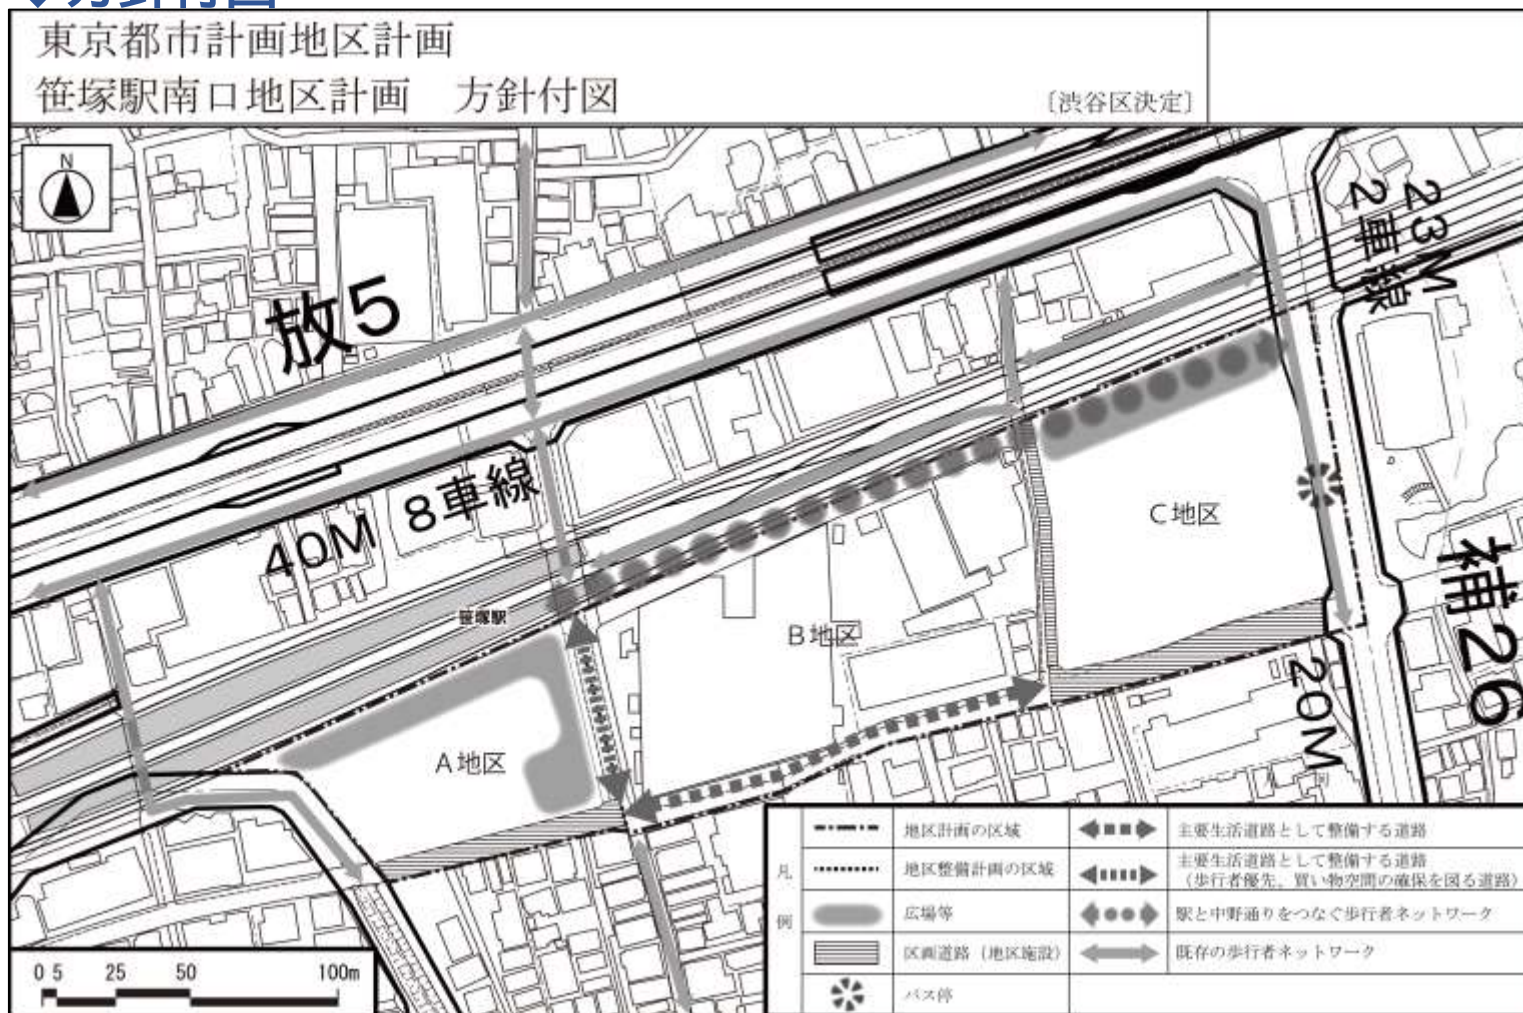 方針付図
東京都市計画地区計画
笹塚駅南口地区計画　方針付図
〔渋谷区決定〕
N
放5
40M 8車線
23M
2車線
補26
20M
笹塚駅
A地区
B地区
C地区
凡例
地区計画の区域
主要生活道路として整備する道路
地区整備計画の区域
主要生活道路として整備する道路
（歩行者優先、買い物空間の確保を図る道路）
広場等
駅と中野通りをつなぐ歩行者ネットワーク
区画道路（地区施設）
既存の歩行者ネットワーク
バス停
0 5 25 50 100m